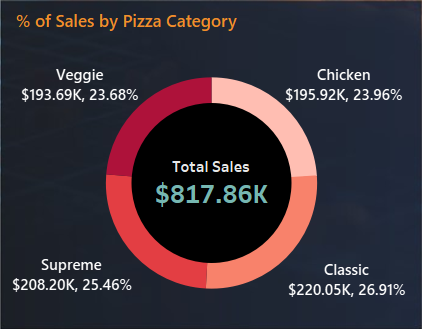 % of Sales by Pizza Category
Veggie
$193.69K, 23.68%
Chicken
$195.92K, 23.96%
Total Sales
$817.86K
Supreme
$208.20K, 25.46%
Classic
$220.05K, 26.91%